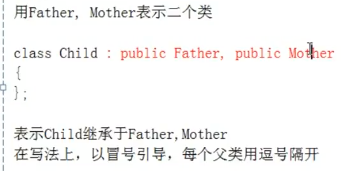 用Father, Mother表示二个类
class Child : public Father, public Mother
{
};
表示Child继承于Father,Mother
在写法上，以冒号引导，每个父类用逗号隔开